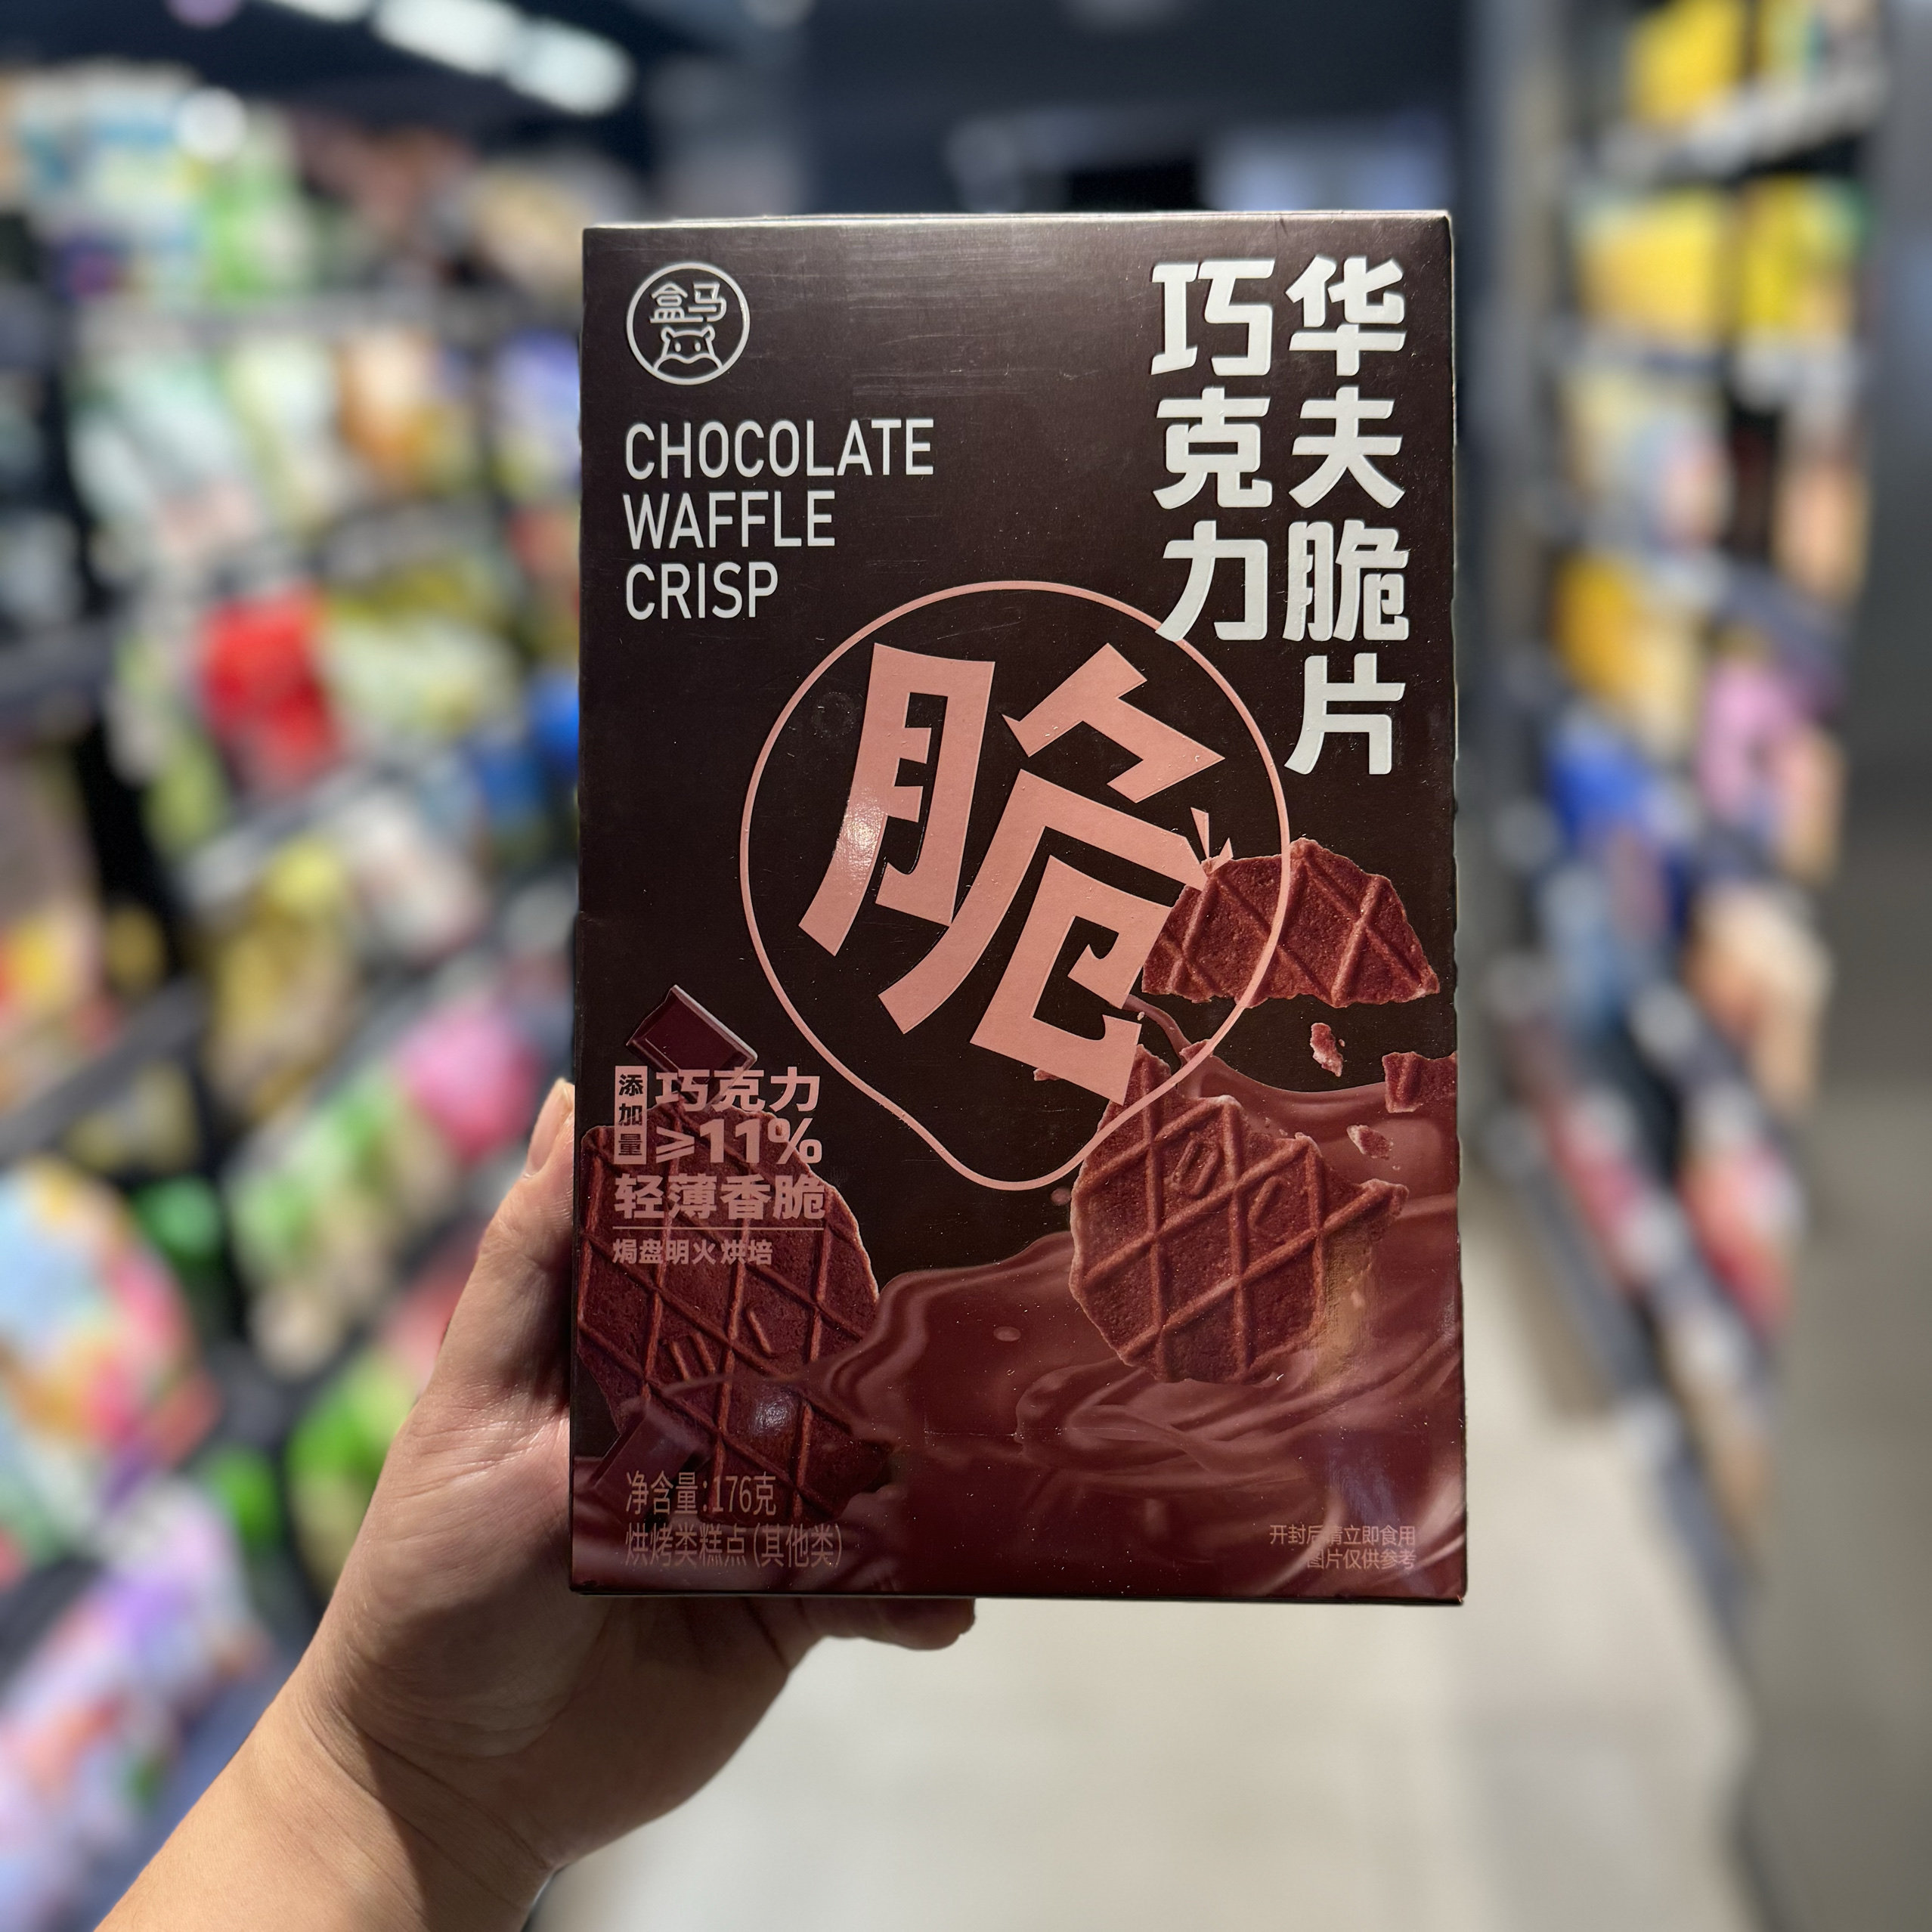 盒马
CHOCOLATE
WAFFLE
CRISP
华夫脆片
巧克力
脆
添加量
巧克力
≥11%
轻薄香脆
焗盘明火烘培
净含量:176克
烘烤类糕点(其他类)
开封后请立即食用
图片仅供参考